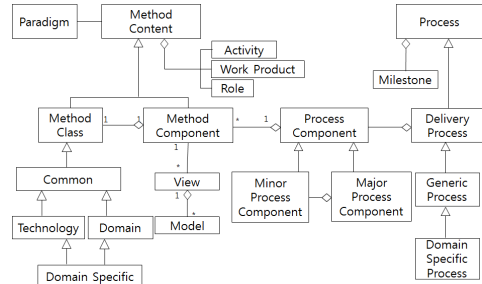 Paradigm
Method
Content
Process
Activity
Work Product
Role
Milestone
Method
Class
1
1
Method
Component
*
1
Process
Component
Delivery
Process
1
*
Common
View
1
*
Model
Minor
Process
Component
Major
Process
Component
Generic
Process
Technology
Domain
Domain
Specific
Process
Domain Specific